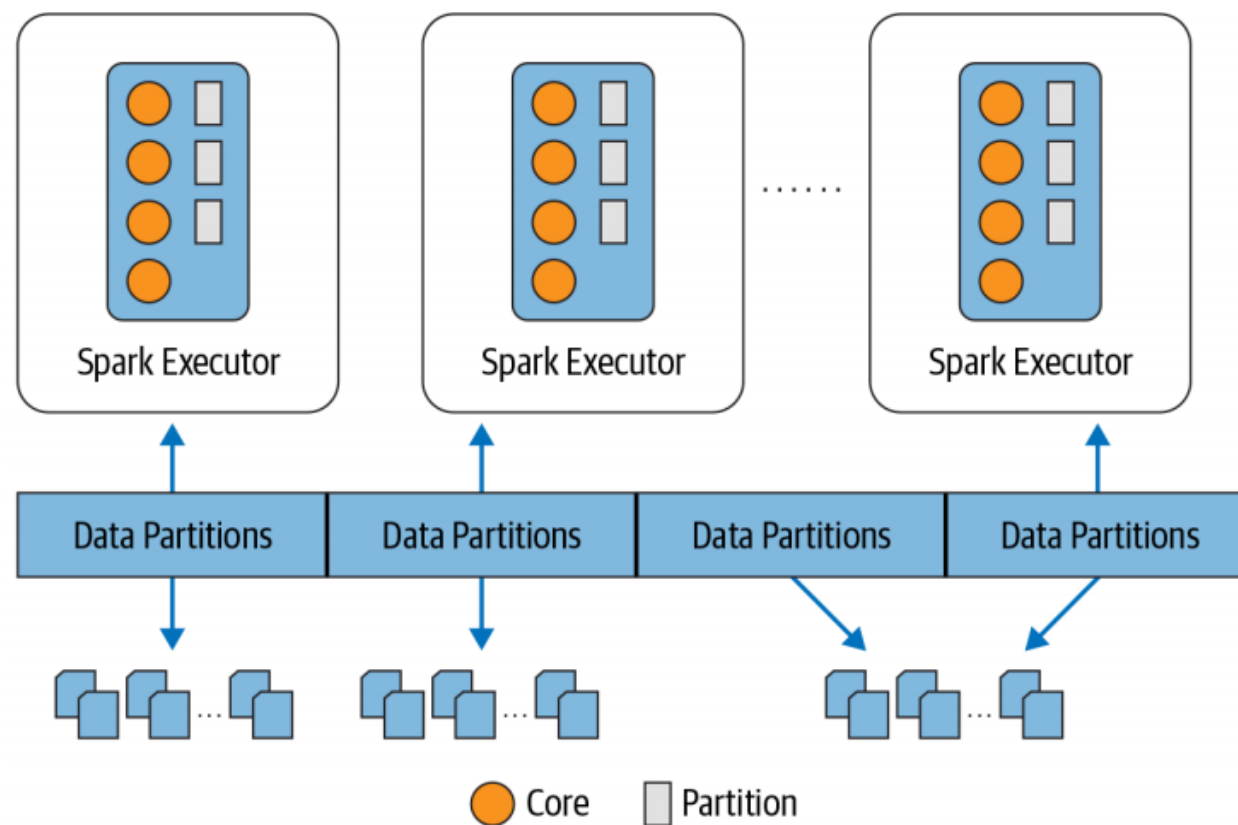 Spark Executor
Spark Executor
......
Spark Executor
Data Partitions
Data Partitions
Data Partitions
Data Partitions
...
...
...
Core
Partition